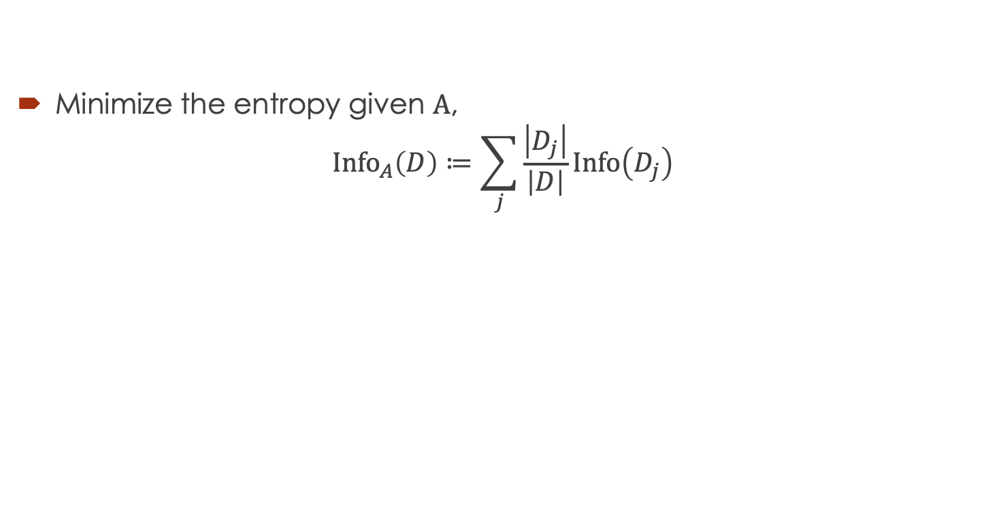 Minimize the entropy given A,
Info_A(D) ≔ ∑_j |D_j|/|D| Info(D_j)